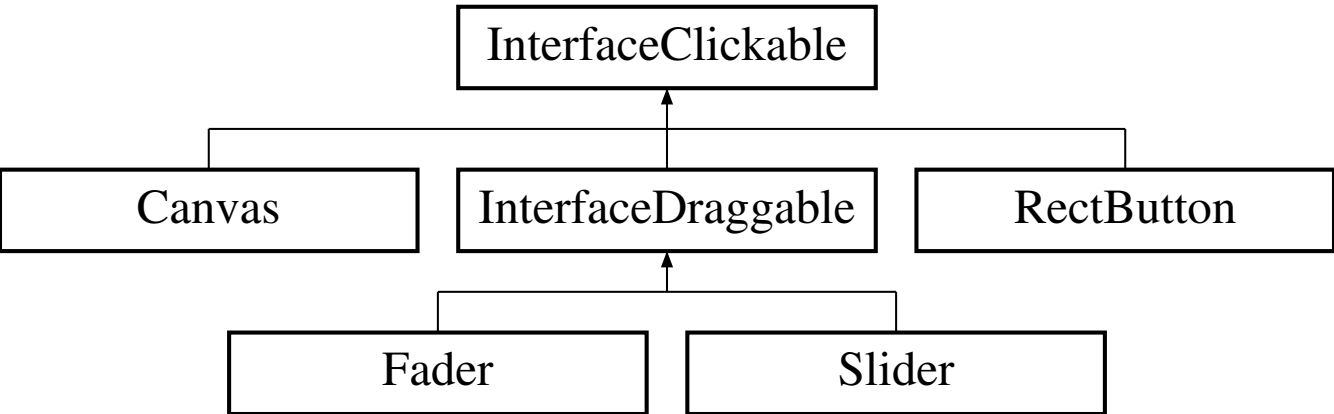 InterfaceClickable
Canvas
InterfaceDraggable
RectButton
Fader
Slider